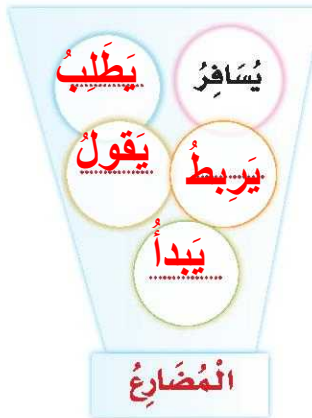 يُسَافِرُ
يَطَلِبُ
يَرِبطُ
يَقولُ
يَبدأُ
الْمُضَارِعُ